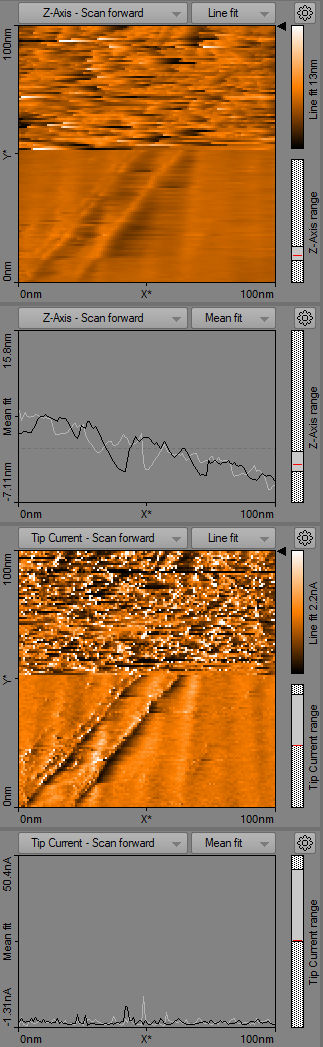 Z-Axis - Scan forward
Line fit
100nm
Y*
0nm
Line fit 13nm
Z-Axis range
0nm
X*
100nm
Z-Axis - Scan forward
Mean fit
15.8nm
Mean fit
-7.11nm
Z-Axis range
0nm
X*
100nm
Tip Current - Scan forward
Line fit
100nm
Y*
0nm
Line fit 2.2nA
Tip Current range
0nm
X*
100nm
Tip Current - Scan forward
Mean fit
50.4nA
Mean fit
-1.31nA
Tip Current range
0nm
X*
100nm